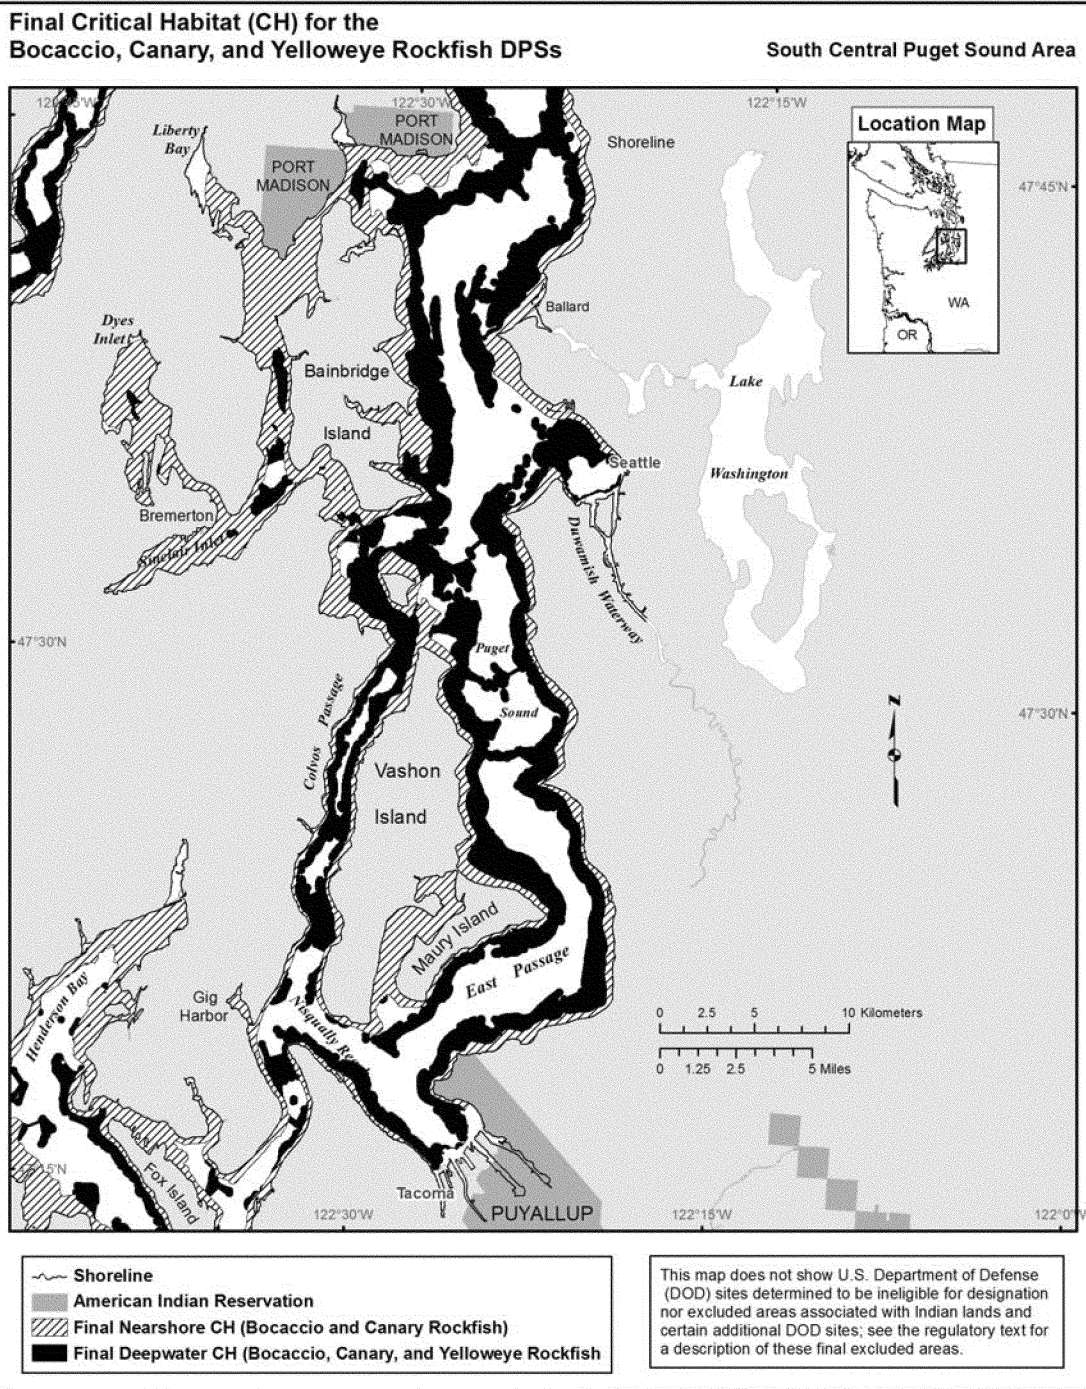 Final Critical Habitat (CH) for the
Bocaccio, Canary, and Yelloweye Rockfish DPSs
South Central Puget Sound Area
122°30'W
122°15'W
Liberty
Bay
PORT
MADISON
PORT
MADISON
Shoreline
Location Map
WA
OR
47°45'N
Ballard
Dyes
Inlet
Bainbridge
Island
Lake
Washington
Seattle
Bremerton
Sinclair Inlet
Duwamish Waterway
47°30'N
Puget
Sound
47°30'N
Colvos Passage
Vashon
Island
N
Maury Island
East Passage
Henderson Bay
Gig
Harbor
Nisqually
0 2.5 5 10 Kilometers
0 1.25 2.5 5 Miles
Fox Island
Tacoma
PUYALLUP
122°30'W
122°15'W
122°0'W
Shoreline
American Indian Reservation
Final Nearshore CH (Bocaccio and Canary Rockfish)
Final Deepwater CH (Bocaccio, Canary, and Yelloweye Rockfish
This map does not show U.S. Department of Defense
(DOD) sites determined to be ineligible for designation
nor excluded areas associated with Indian lands and
certain additional DOD sites; see the regulatory text for
a description of these final excluded areas.